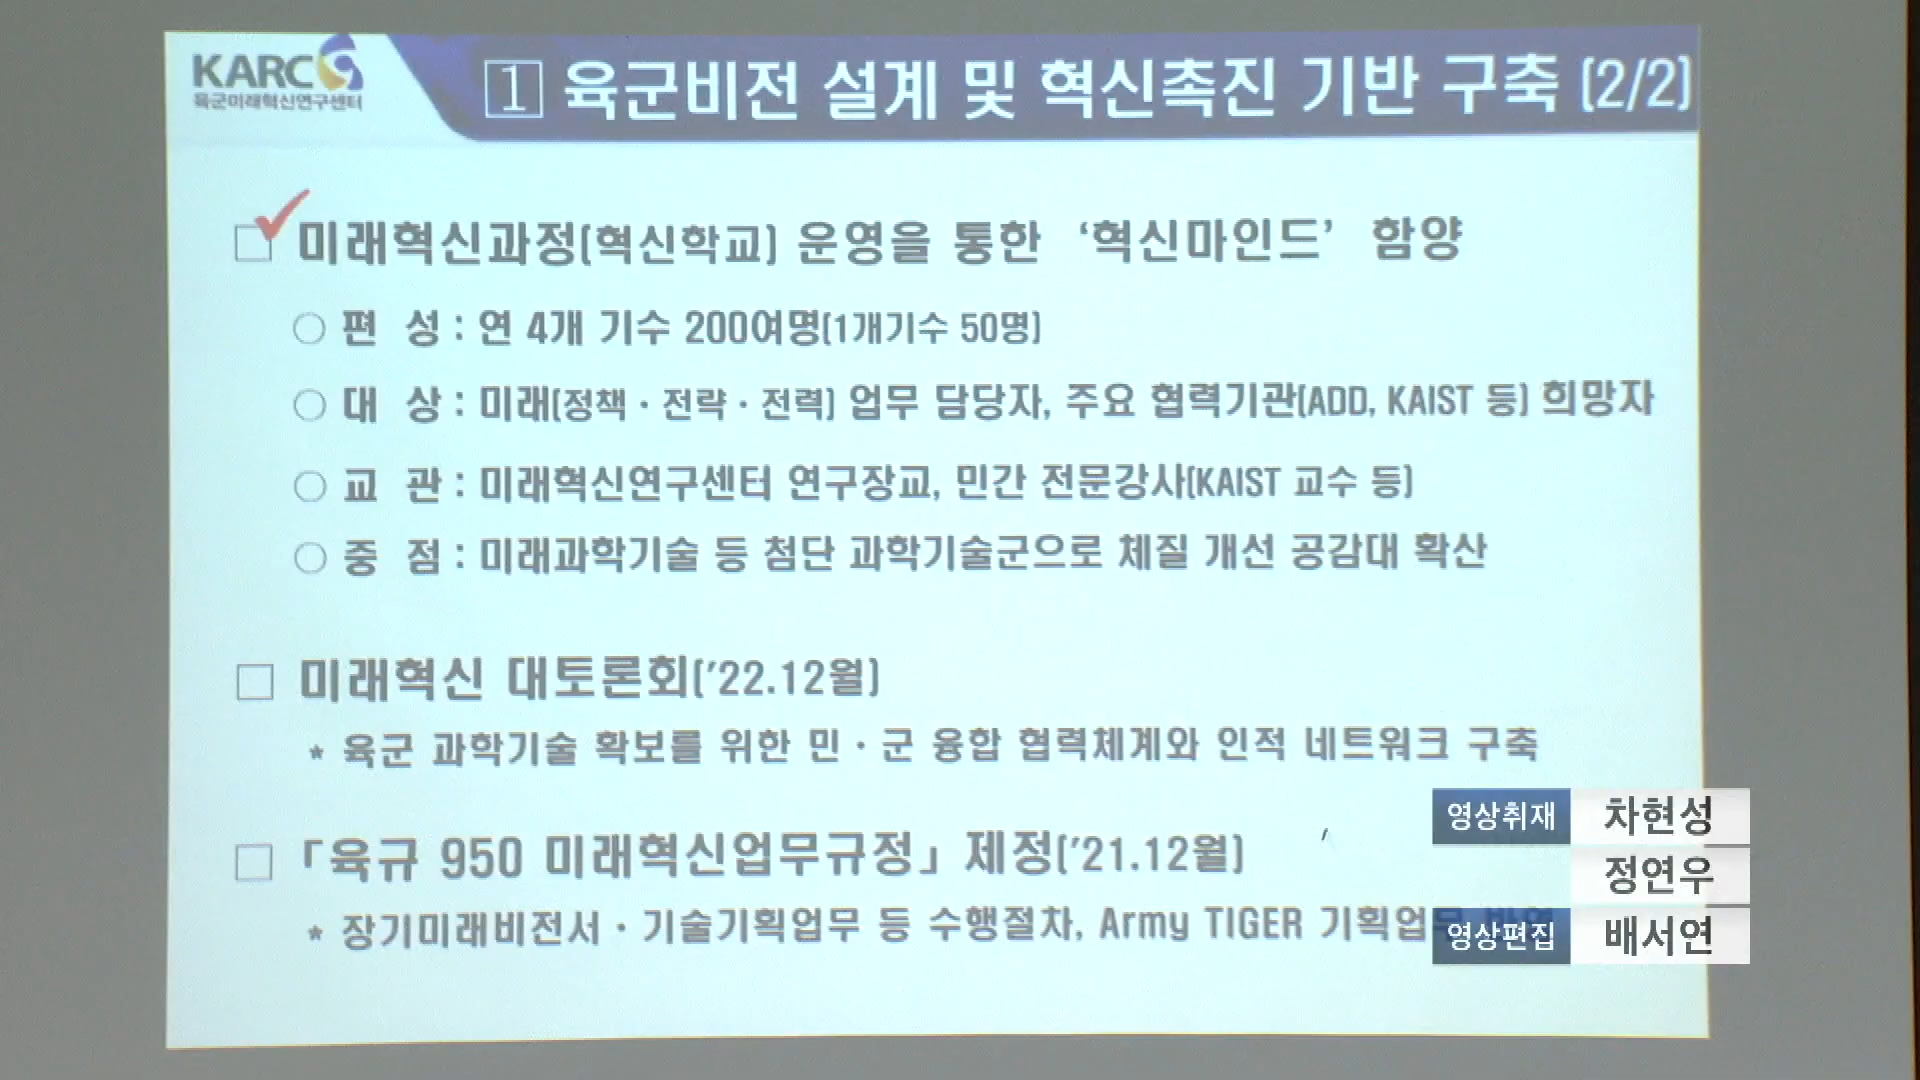 KARC
육군미래혁신연구센터
1 육군비전 설계 및 혁신촉진 기반 구축 (2/2)
□ 미래혁신과정(혁신학교) 운영을 통한 ‘혁신마인드’ 함양
○ 편 성 : 연 4개 기수 200여명(1개기수 50명)
○ 대 상 : 미래(정책·전략·전력) 업무 담당자, 주요 협력기관(ADD, KAIST 등) 희망자
○ 교 관 : 미래혁신연구센터 연구장교, 민간 전문강사(KAIST 교수 등)
○ 중 점 : 미래과학기술 등 첨단 과학기술군으로 체질 개선 공감대 확산
□ 미래혁신 대토론회(’22.12월)
* 육군 과학기술 확보를 위한 민·군 융합 협력체계와 인적 네트워크 구축
□ 「육규 950 미래혁신업무규정」 제정(’21.12월)
* 장기미래비전서·기술기획업무 등 수행절차, Army TIGER 기획업무
영상취재 차현성
정연우
영상편집 배서연